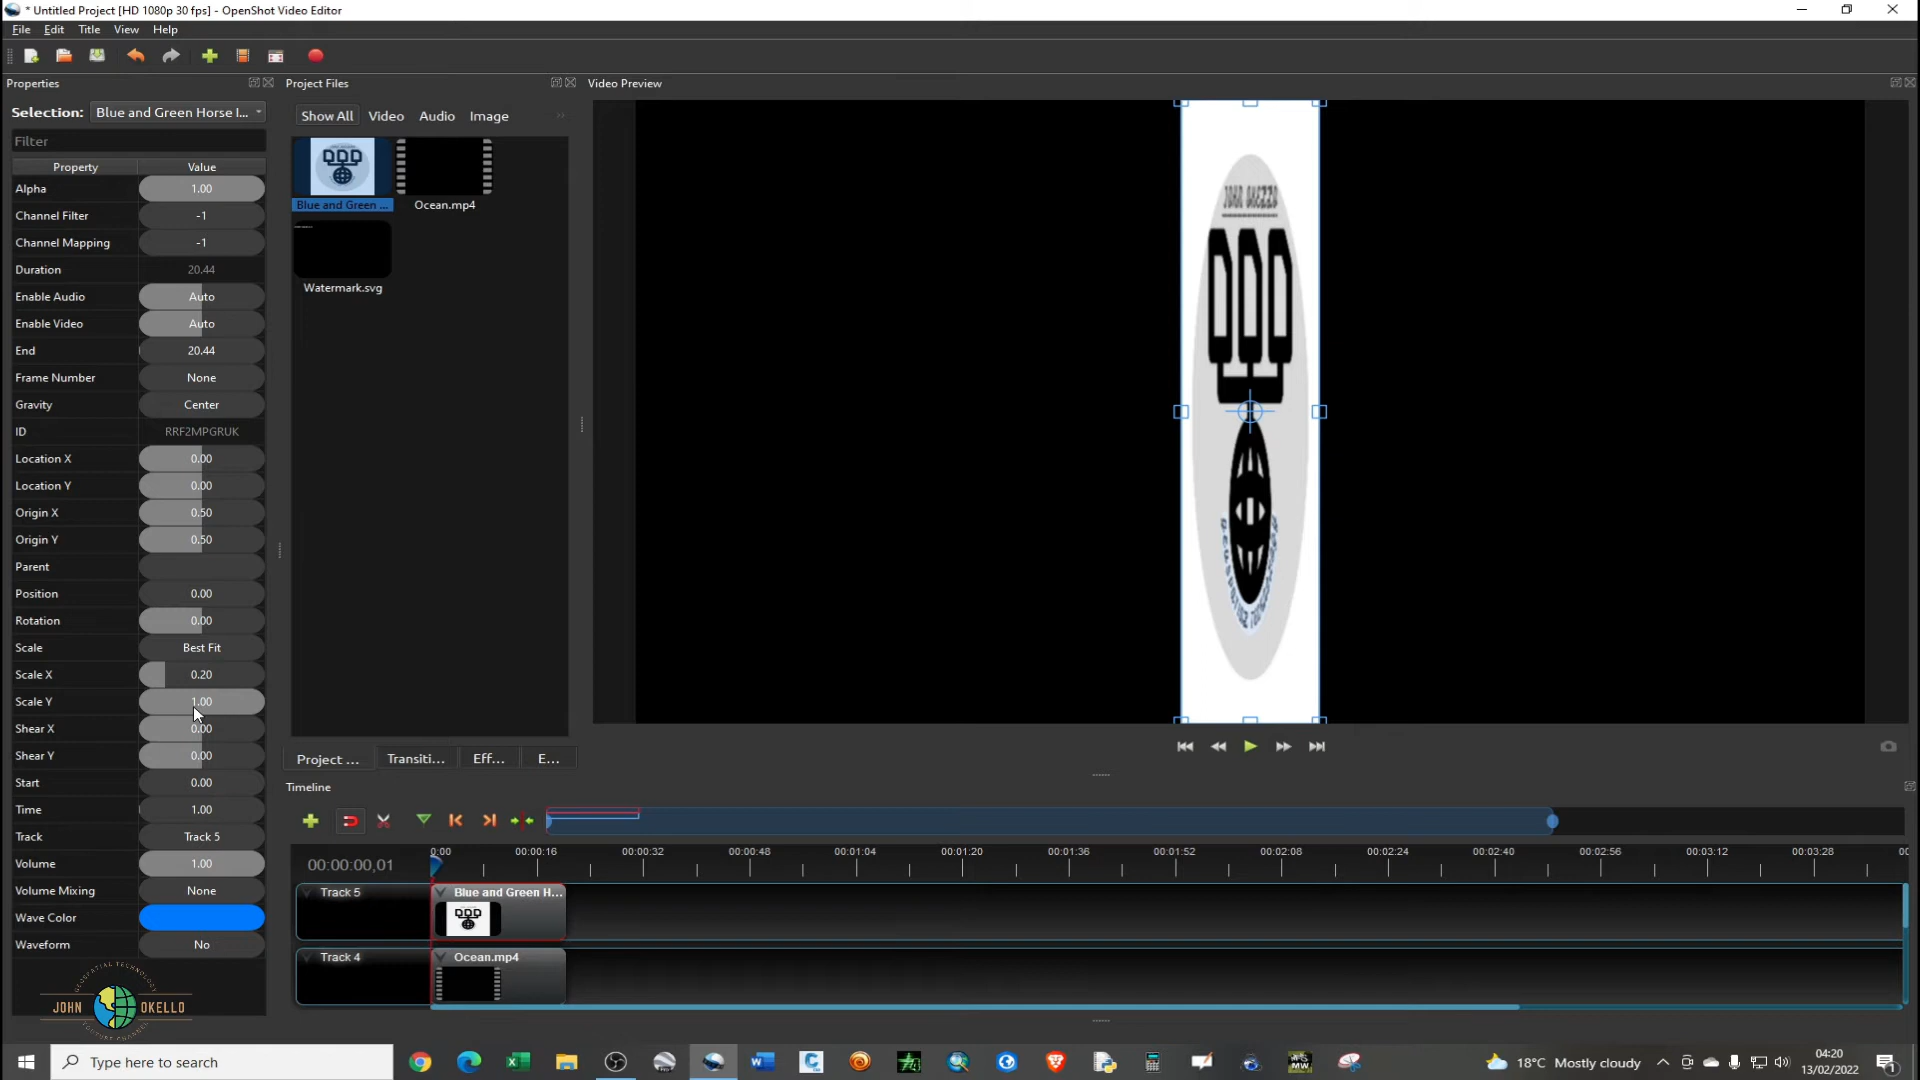 * Untitled Project [HD 1080p 30 fps] - OpenShot Video Editor
File Edit Title View Help
Properties
Project Files
Video Preview
Selection: Blue and Green Horse I...
Show All Video Audio Image
Filter
Property Value
Alpha 1.00
Channel Filter -1
Channel Mapping -1
Duration 20.44
Enable Audio Auto
Enable Video Auto
End 20.44
Frame Number None
Gravity Center
ID RRF2MPGRUK
Location X 0.00
Location Y 0.00
Origin X 0.50
Origin Y 0.50
Parent
Position 0.00
Rotation 0.00
Scale Best Fit
Scale X 0.20
Scale Y 1.00
Shear X 0.00
Shear Y 0.00
Start 0.00
Time 1.00
Track Track 5
Volume 1.00
Volume Mixing None
Wave Color
Waveform No
Blue and Green ...
Ocean.mp4
Watermark.svg
Project ... Transiti... Eff... E...
Timeline
00:00:00,01
0:00 00:00:16 00:00:32 00:00:48 00:01:04 00:01:20 00:01:36 00:01:52 00:02:08 00:02:24 00:02:40 00:02:56 00:03:12 00:03:28 00
Track 5
Blue and Green H...
Track 4
Ocean.mp4
GEOSPATIAL TECHNOLOGY
JOHN OKELLO
YOUTUBE CHANNEL
Type here to search
18°C Mostly cloudy
04:20
13/02/2022